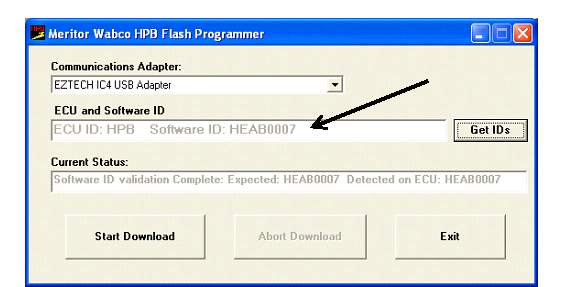 Meritor Wabco HPB Flash Programmer
Communications Adapter:
EZTECH IC4 USB Adapter
ECU and Software ID
ECU ID: HPB Software ID: HEAB0007
Get IDs
Current Status:
Software ID validation Complete: Expected: HEAB0007 Detected on ECU: HEAB0007
Start Download
Abort Download
Exit